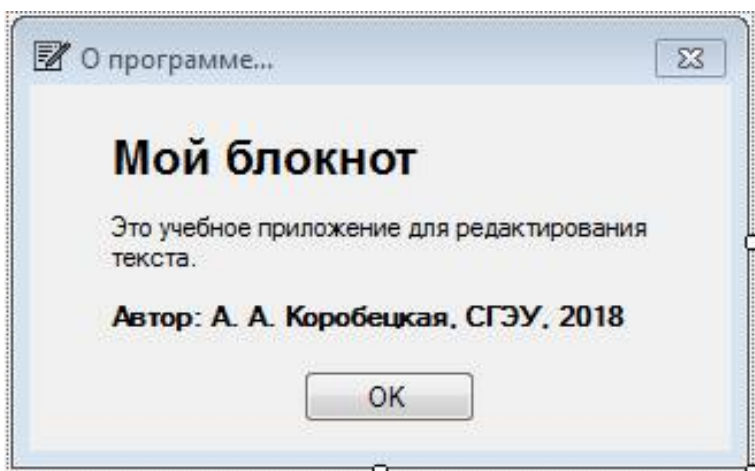 О программе...
Мой блокнот
Это учебное приложение для редактирования
текста.
Автор: А. А. Коробецкая, СГЭУ, 2018
OK